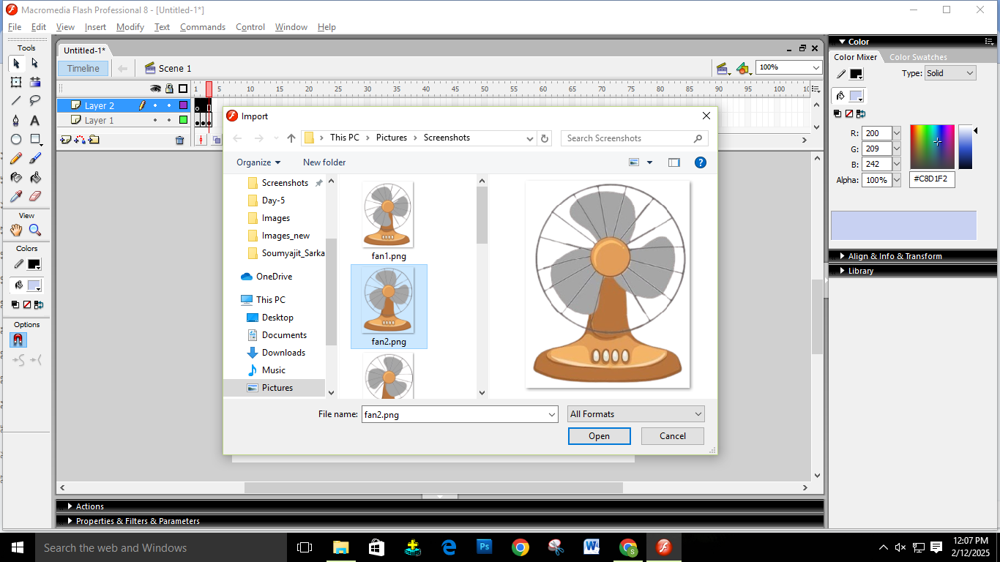 Macromedia Flash Professional 8 - [Untitled-1*]
File Edit View Insert Modify Text Commands Control Window Help
Tools
View
Colors
Options
Untitled-1*
Timeline
Scene 1
100%
1 5 10 15 20 25 30 35 40 45 50 55 60 65 70 75 80 85 90 95 100
Layer 2
Layer 1
Import
This PC Pictures Screenshots
Search Screenshots
Organize
New folder
Screenshots
Day-5
Images
Images_new
Soumyajit_Sarka
OneDrive
This PC
Desktop
Documents
Downloads
Music
Pictures
fan1.png
fan2.png
File name: fan2.png
All Formats
Open
Cancel
Color
Color Mixer
Color Swatches
Type: Solid
R: 200
G: 209
B: 242
Alpha: 100%
#C8D1F2
Align & Info & Transform
Library
Actions
Properties & Filters & Parameters
Search the web and Windows
Ps
S
12:07 PM
2/12/2025